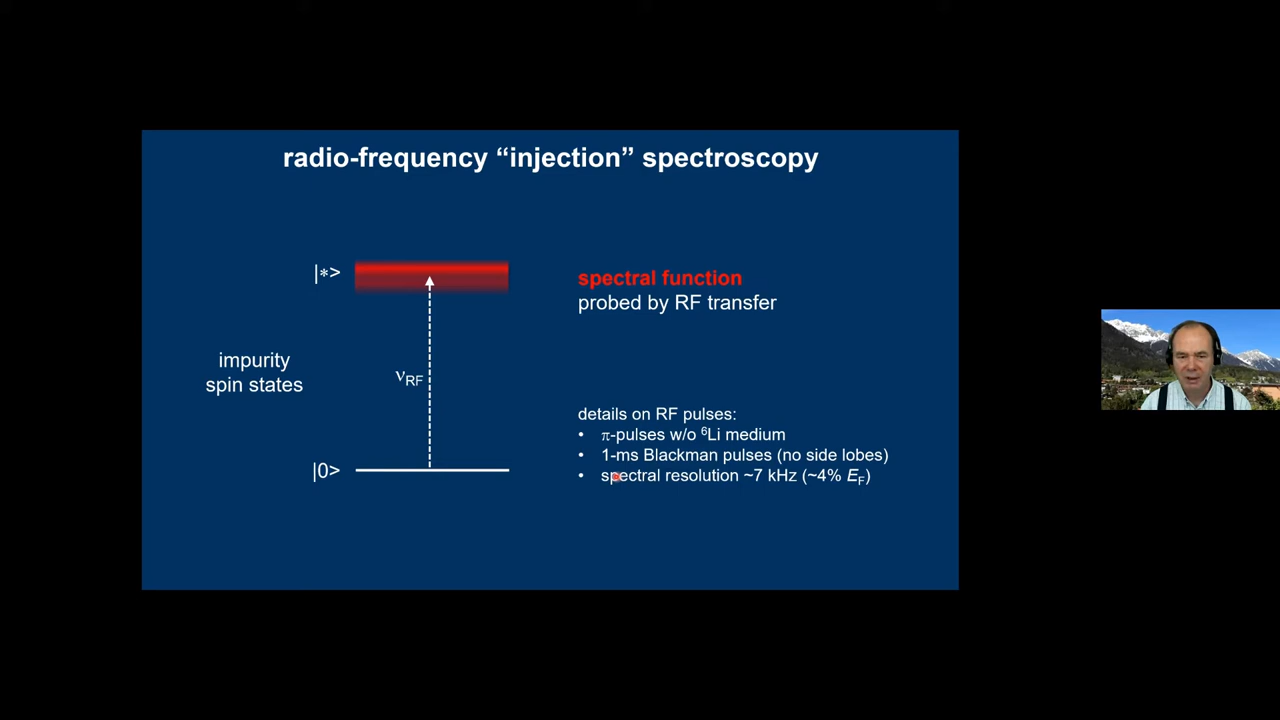 radio-frequency “injection” spectroscopy
|*>
spectral function
probed by RF transfer
impurity
spin states
νRF
details on RF pulses:
• π-pulses w/o ⁶Li medium
• 1-ms Blackman pulses (no side lobes)
|0>
• spectral resolution ~7 kHz (~4% EF)